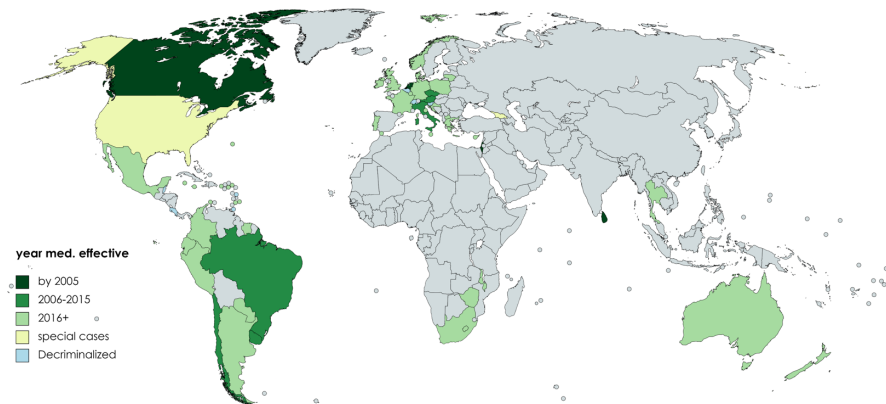 year med. effective
by 2005
2006-2015
2016+
special cases
Decriminalized